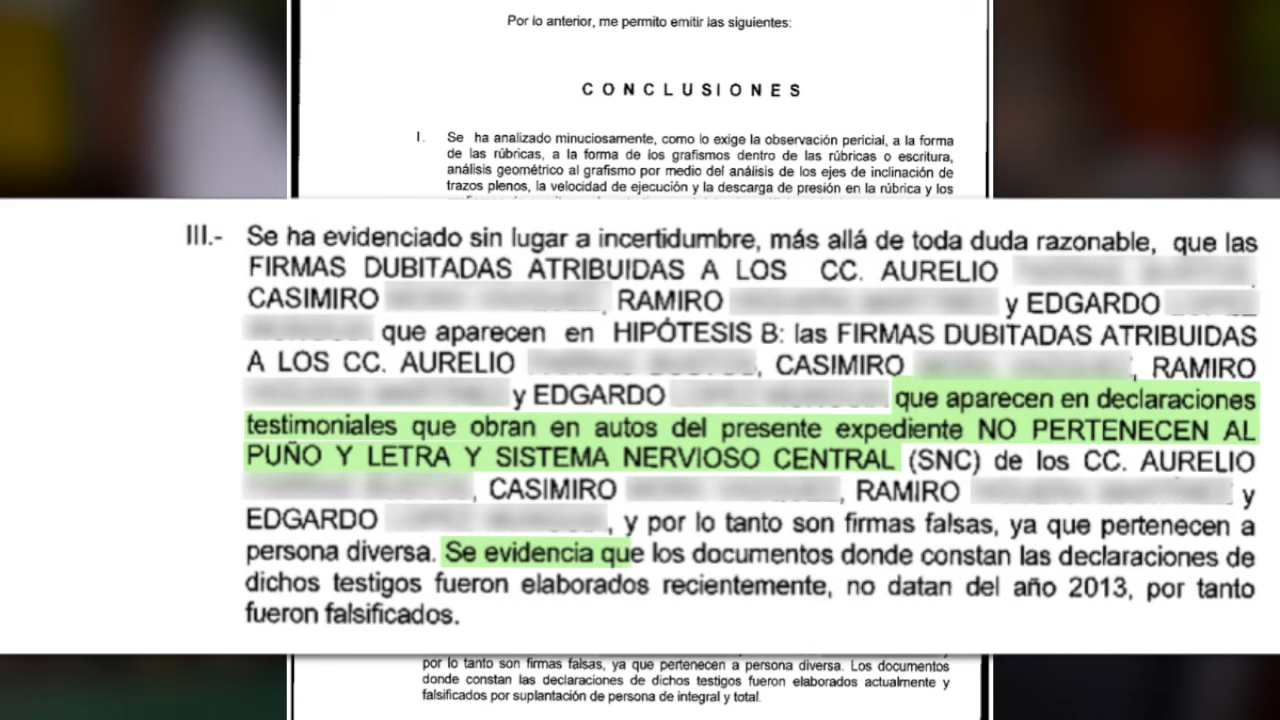 Por lo anterior, me permito emitir las siguientes:
CONCLUSIONES
I. Se ha analizado minuciosamente, como lo exige la observación pericial, a la forma
de las rúbricas, a la forma de los grafismos dentro de las rúbricas o escritura,
análisis geométrico al grafismo por medio del análisis de los ejes de inclinación de
trazos plenos, la velocidad de ejecución y la descarga de presión en la rúbrica y los
III.- Se ha evidenciado sin lugar a incertidumbre, más allá de toda duda razonable, que las
FIRMAS DUBITADAS ATRIBUIDAS A LOS CC. AURELIO
CASIMIRO , RAMIRO y EDGARDO
que aparecen en HIPÓTESIS B: las FIRMAS DUBITADAS ATRIBUIDAS
A LOS CC. AURELIO , CASIMIRO , RAMIRO
y EDGARDO que aparecen en declaraciones
testimoniales que obran en autos del presente expediente NO PERTENECEN AL
PUÑO Y LETRA Y SISTEMA NERVIOSO CENTRAL (SNC) de los CC. AURELIO
, CASIMIRO , RAMIRO y
EDGARDO , y por lo tanto son firmas falsas, ya que pertenecen a
persona diversa. Se evidencia que los documentos donde constan las declaraciones de
dichos testigos fueron elaborados recientemente, no datan del año 2013, por tanto
fueron falsificados.
por lo tanto son firmas falsas, ya que pertenecen a persona diversa. Los documentos
donde constan las declaraciones de dichos testigos fueron elaborados actualmente y
falsificados por suplantación de persona de integral y total.